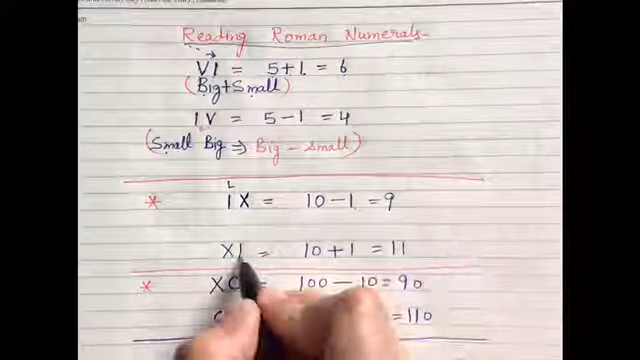 Reading Roman Numerals-
VI = 5+1 = 6
(Big+Small)
IV = 5-1 = 4
(Small Big ⇒ Big - small)
* IX = 10-1 = 9
XI = 10+1 = 11
* XC = 100-10 = 90
= 110